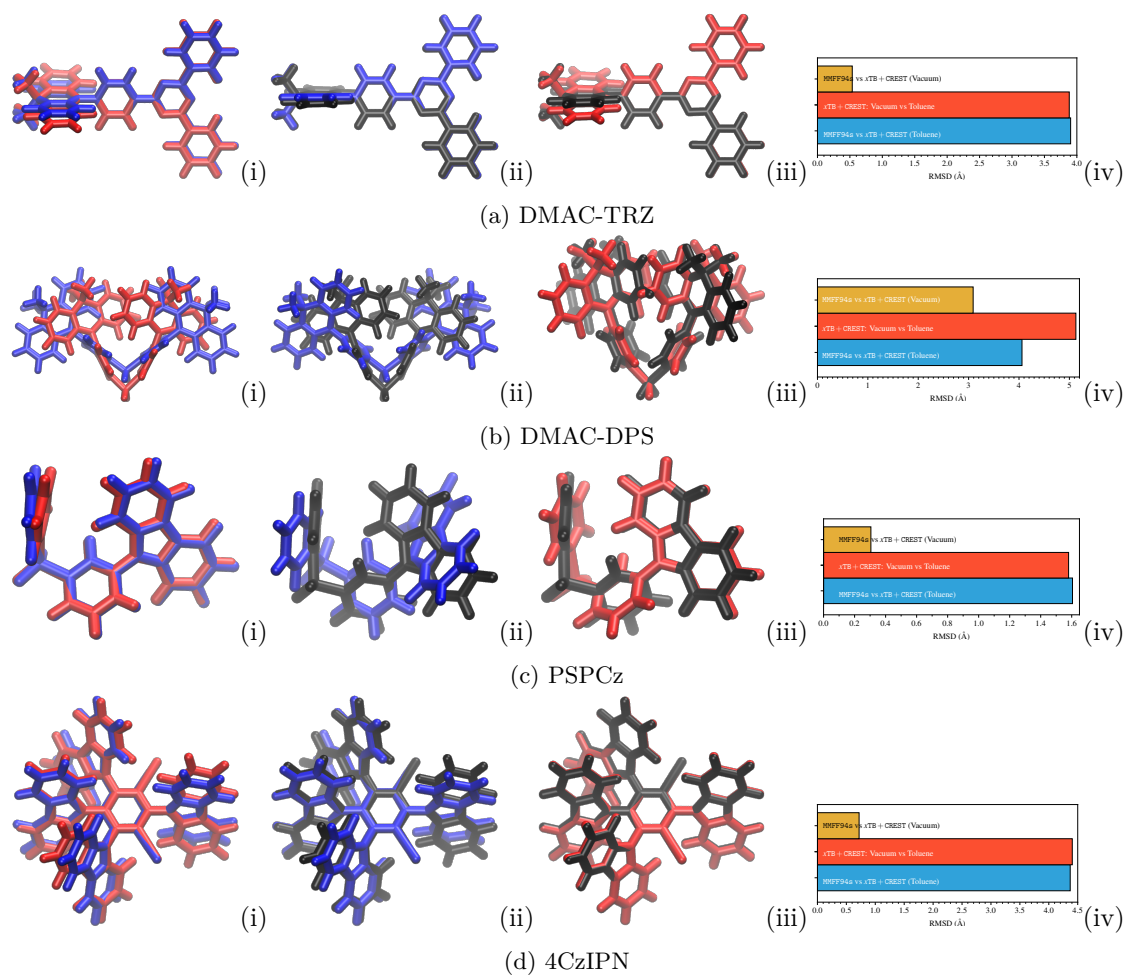 (i) (ii) (iii) (iv)
MMFF94s vs xTB + CREST (Vacuum)
xTB + CREST: Vacuum vs Toluene
MMFF94s vs xTB + CREST (Toluene)
0.0 0.5 1.0 1.5 2.0 2.5 3.0 3.5 4.0
RMSD (Å)
(a) DMAC-TRZ
(i) (ii) (iii) (iv)
MMFF94s vs xTB + CREST (Vacuum)
xTB + CREST: Vacuum vs Toluene
MMFF94s vs xTB + CREST (Toluene)
0 1 2 3 4 5
RMSD (Å)
(b) DMAC-DPS
(i) (ii) (iii) (iv)
MMFF94s vs xTB + CREST (Vacuum)
xTB + CREST: Vacuum vs Toluene
MMFF94s vs xTB + CREST (Toluene)
0.0 0.2 0.4 0.6 0.8 1.0 1.2 1.4 1.6
RMSD (Å)
(c) PSPCz
(i) (ii) (iii) (iv)
MMFF94s vs xTB + CREST (Vacuum)
xTB + CREST: Vacuum vs Toluene
MMFF94s vs xTB + CREST (Toluene)
0.0 0.5 1.0 1.5 2.0 2.5 3.0 3.5 4.0 4.5
RMSD (Å)
(d) 4CzIPN